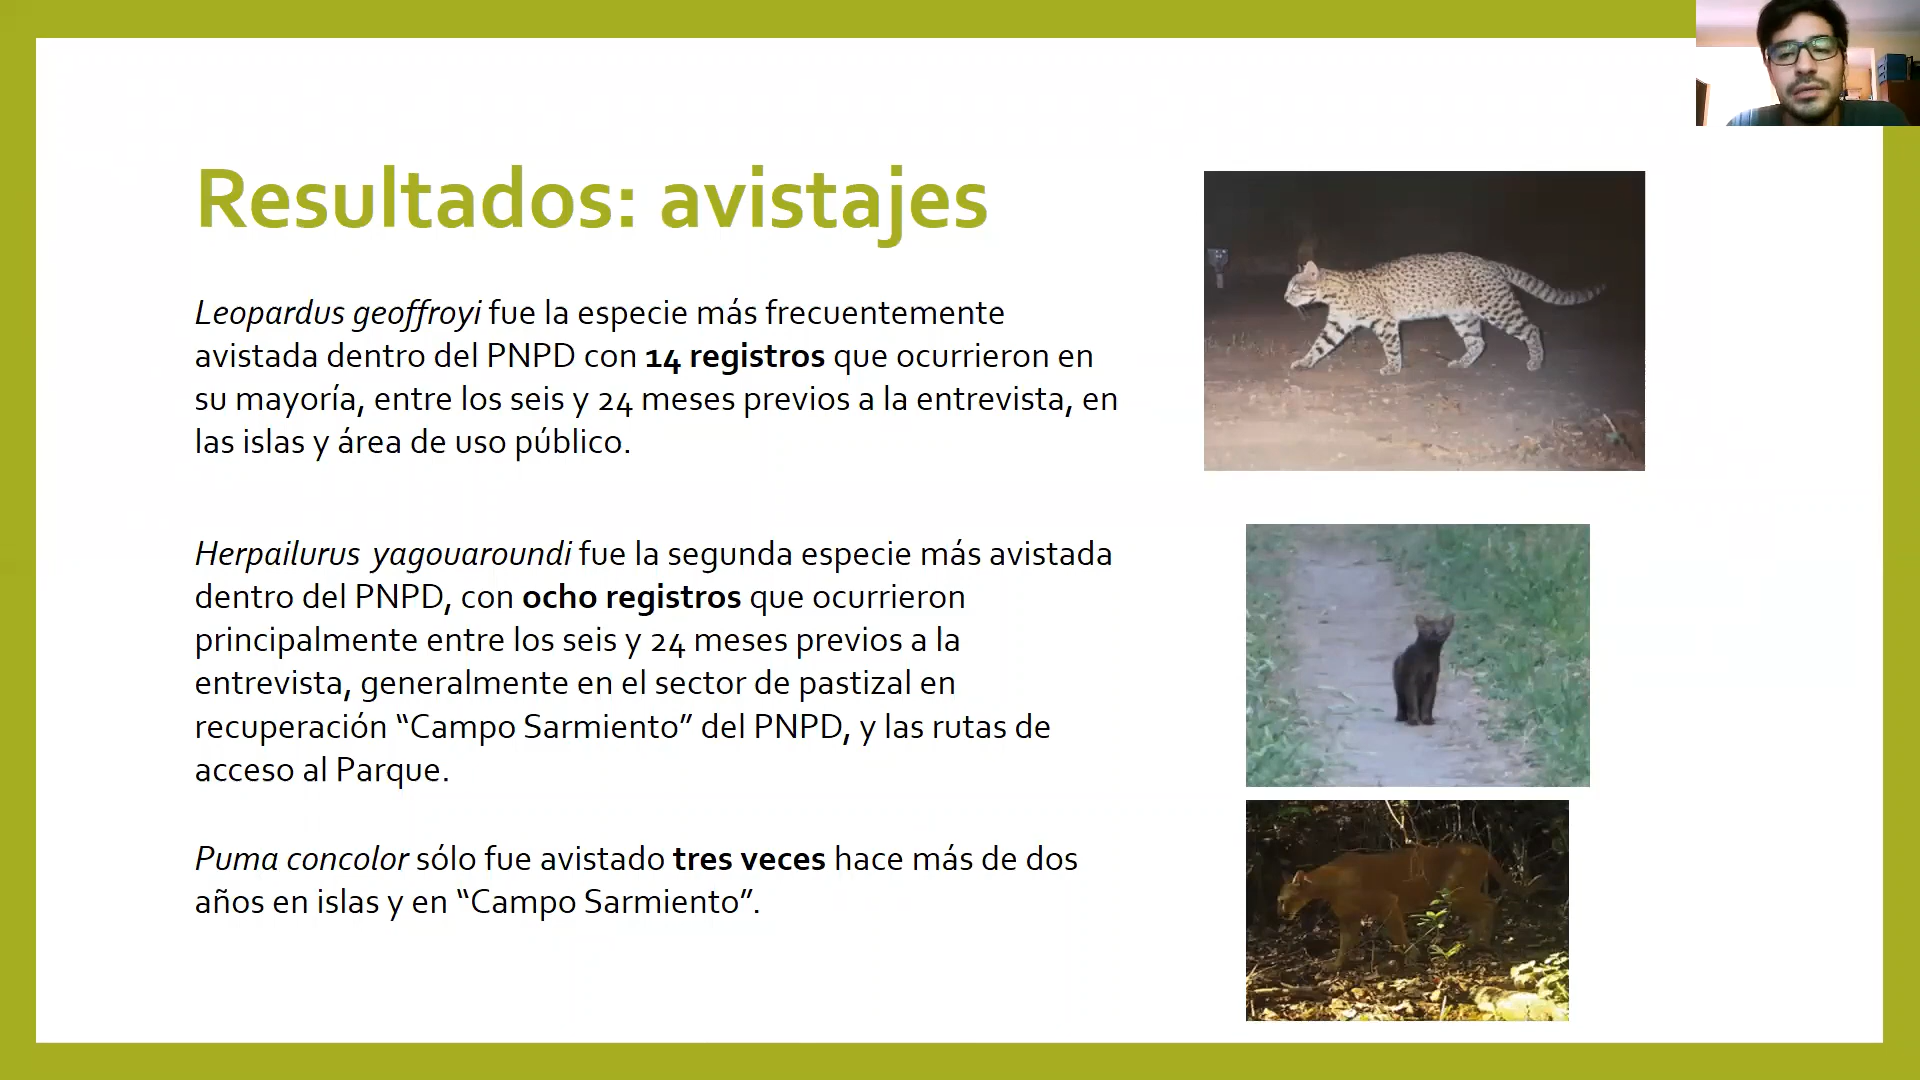 Resultados: avistajes
Leopardus geoffroyi fue la especie más frecuentemente
avistada dentro del PNPD con 14 registros que ocurrieron en
su mayoría, entre los seis y 24 meses previos a la entrevista, en
las islas y área de uso público.
Herpailurus yagouaroundi fue la segunda especie más avistada
dentro del PNPD, con ocho registros que ocurrieron
principalmente entre los seis y 24 meses previos a la
entrevista, generalmente en el sector de pastizal en
recuperación “Campo Sarmiento” del PNPD, y las rutas de
acceso al Parque.
Puma concolor sólo fue avistado tres veces hace más de dos
años en islas y en “Campo Sarmiento”.